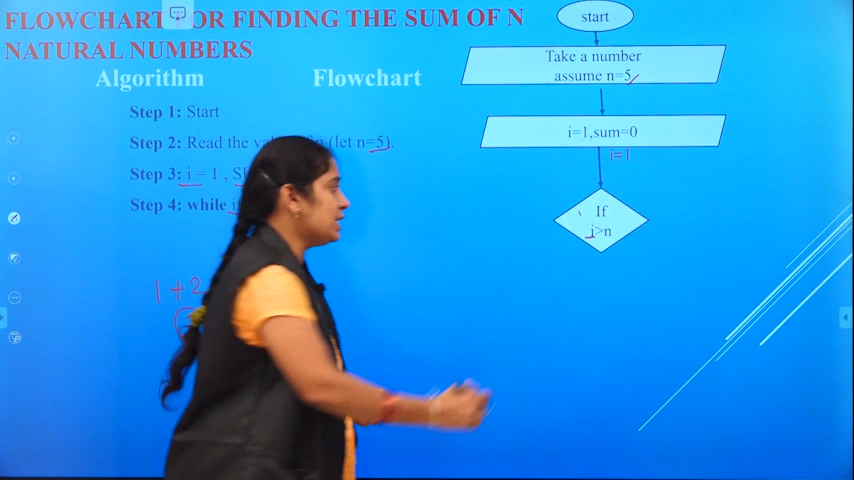 FLOWCHART FOR FINDING THE SUM OF N
NATURAL NUMBERS
Algorithm
Flowchart
Step 1: Start
Step 2: Read the (let n=5).
Step 3: i = 1 ,
Step 4: while
1+2
start
Take a number
assume n=5
i=1,sum=0
i=1
If
i>n